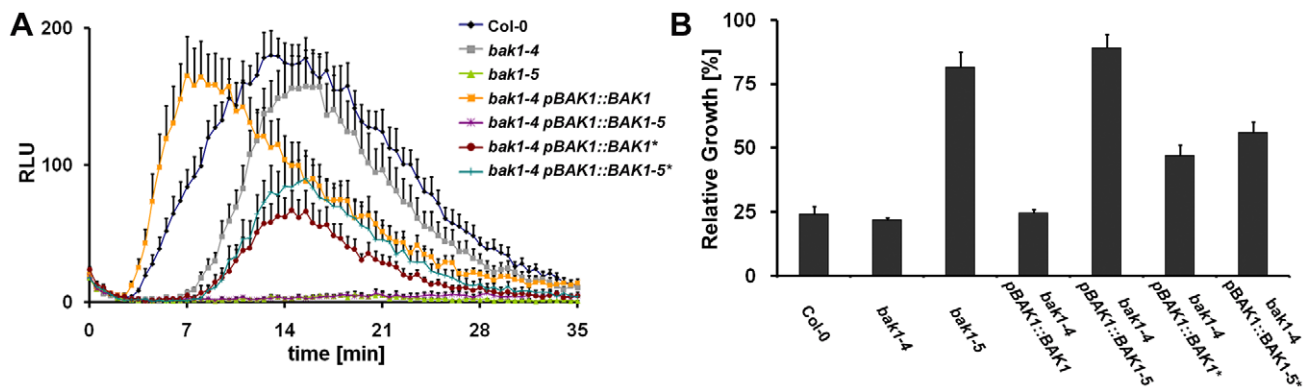 A
RLU
200
100
0
0
7
14
21
28
35
time [min]
Col-0
bak1-4
bak1-5
bak1-4 pBAK1::BAK1
bak1-4 pBAK1::BAK1-5
bak1-4 pBAK1::BAK1*
bak1-4 pBAK1::BAK1-5*
B
Relative Growth [%]
100
75
50
25
0
Col-0
bak1-4
bak1-5
bak1-4
pBAK1::BAK1
bak1-4
pBAK1::BAK1-5
bak1-4
pBAK1::BAK1*
bak1-4
pBAK1::BAK1-5*